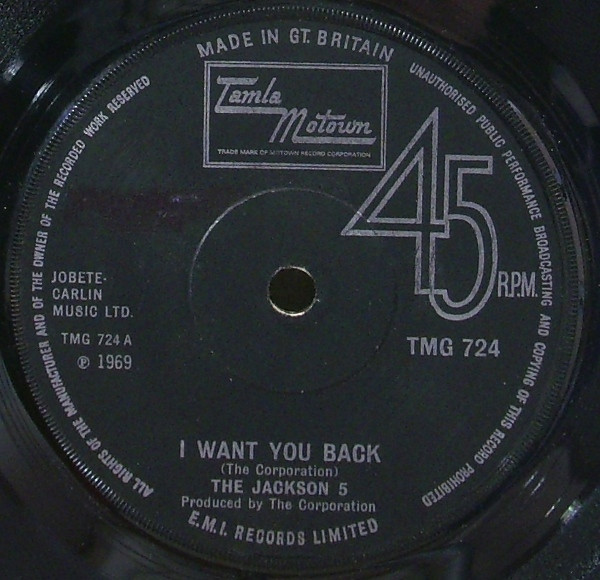 MADE IN GT. BRITAIN
UNAUTHORISED PUBLIC PERFORMANCE BROADCASTING AND COPYING OF THIS RECORD PROHIBITED
ALL RIGHTS OF THE MANUFACTURER AND OF THE OWNER OF THE RECORDED WORK RESERVED
Tamla
Motown
TRADE MARK OF MOTOWN RECORD CORPORATION
45
R.P.M.
JOBETE-
CARLIN
MUSIC LTD.
TMG 724 A
℗ 1969
TMG 724
I WANT YOU BACK
(The Corporation)
THE JACKSON 5
Produced by The Corporation
E.M.I. RECORDS LIMITED